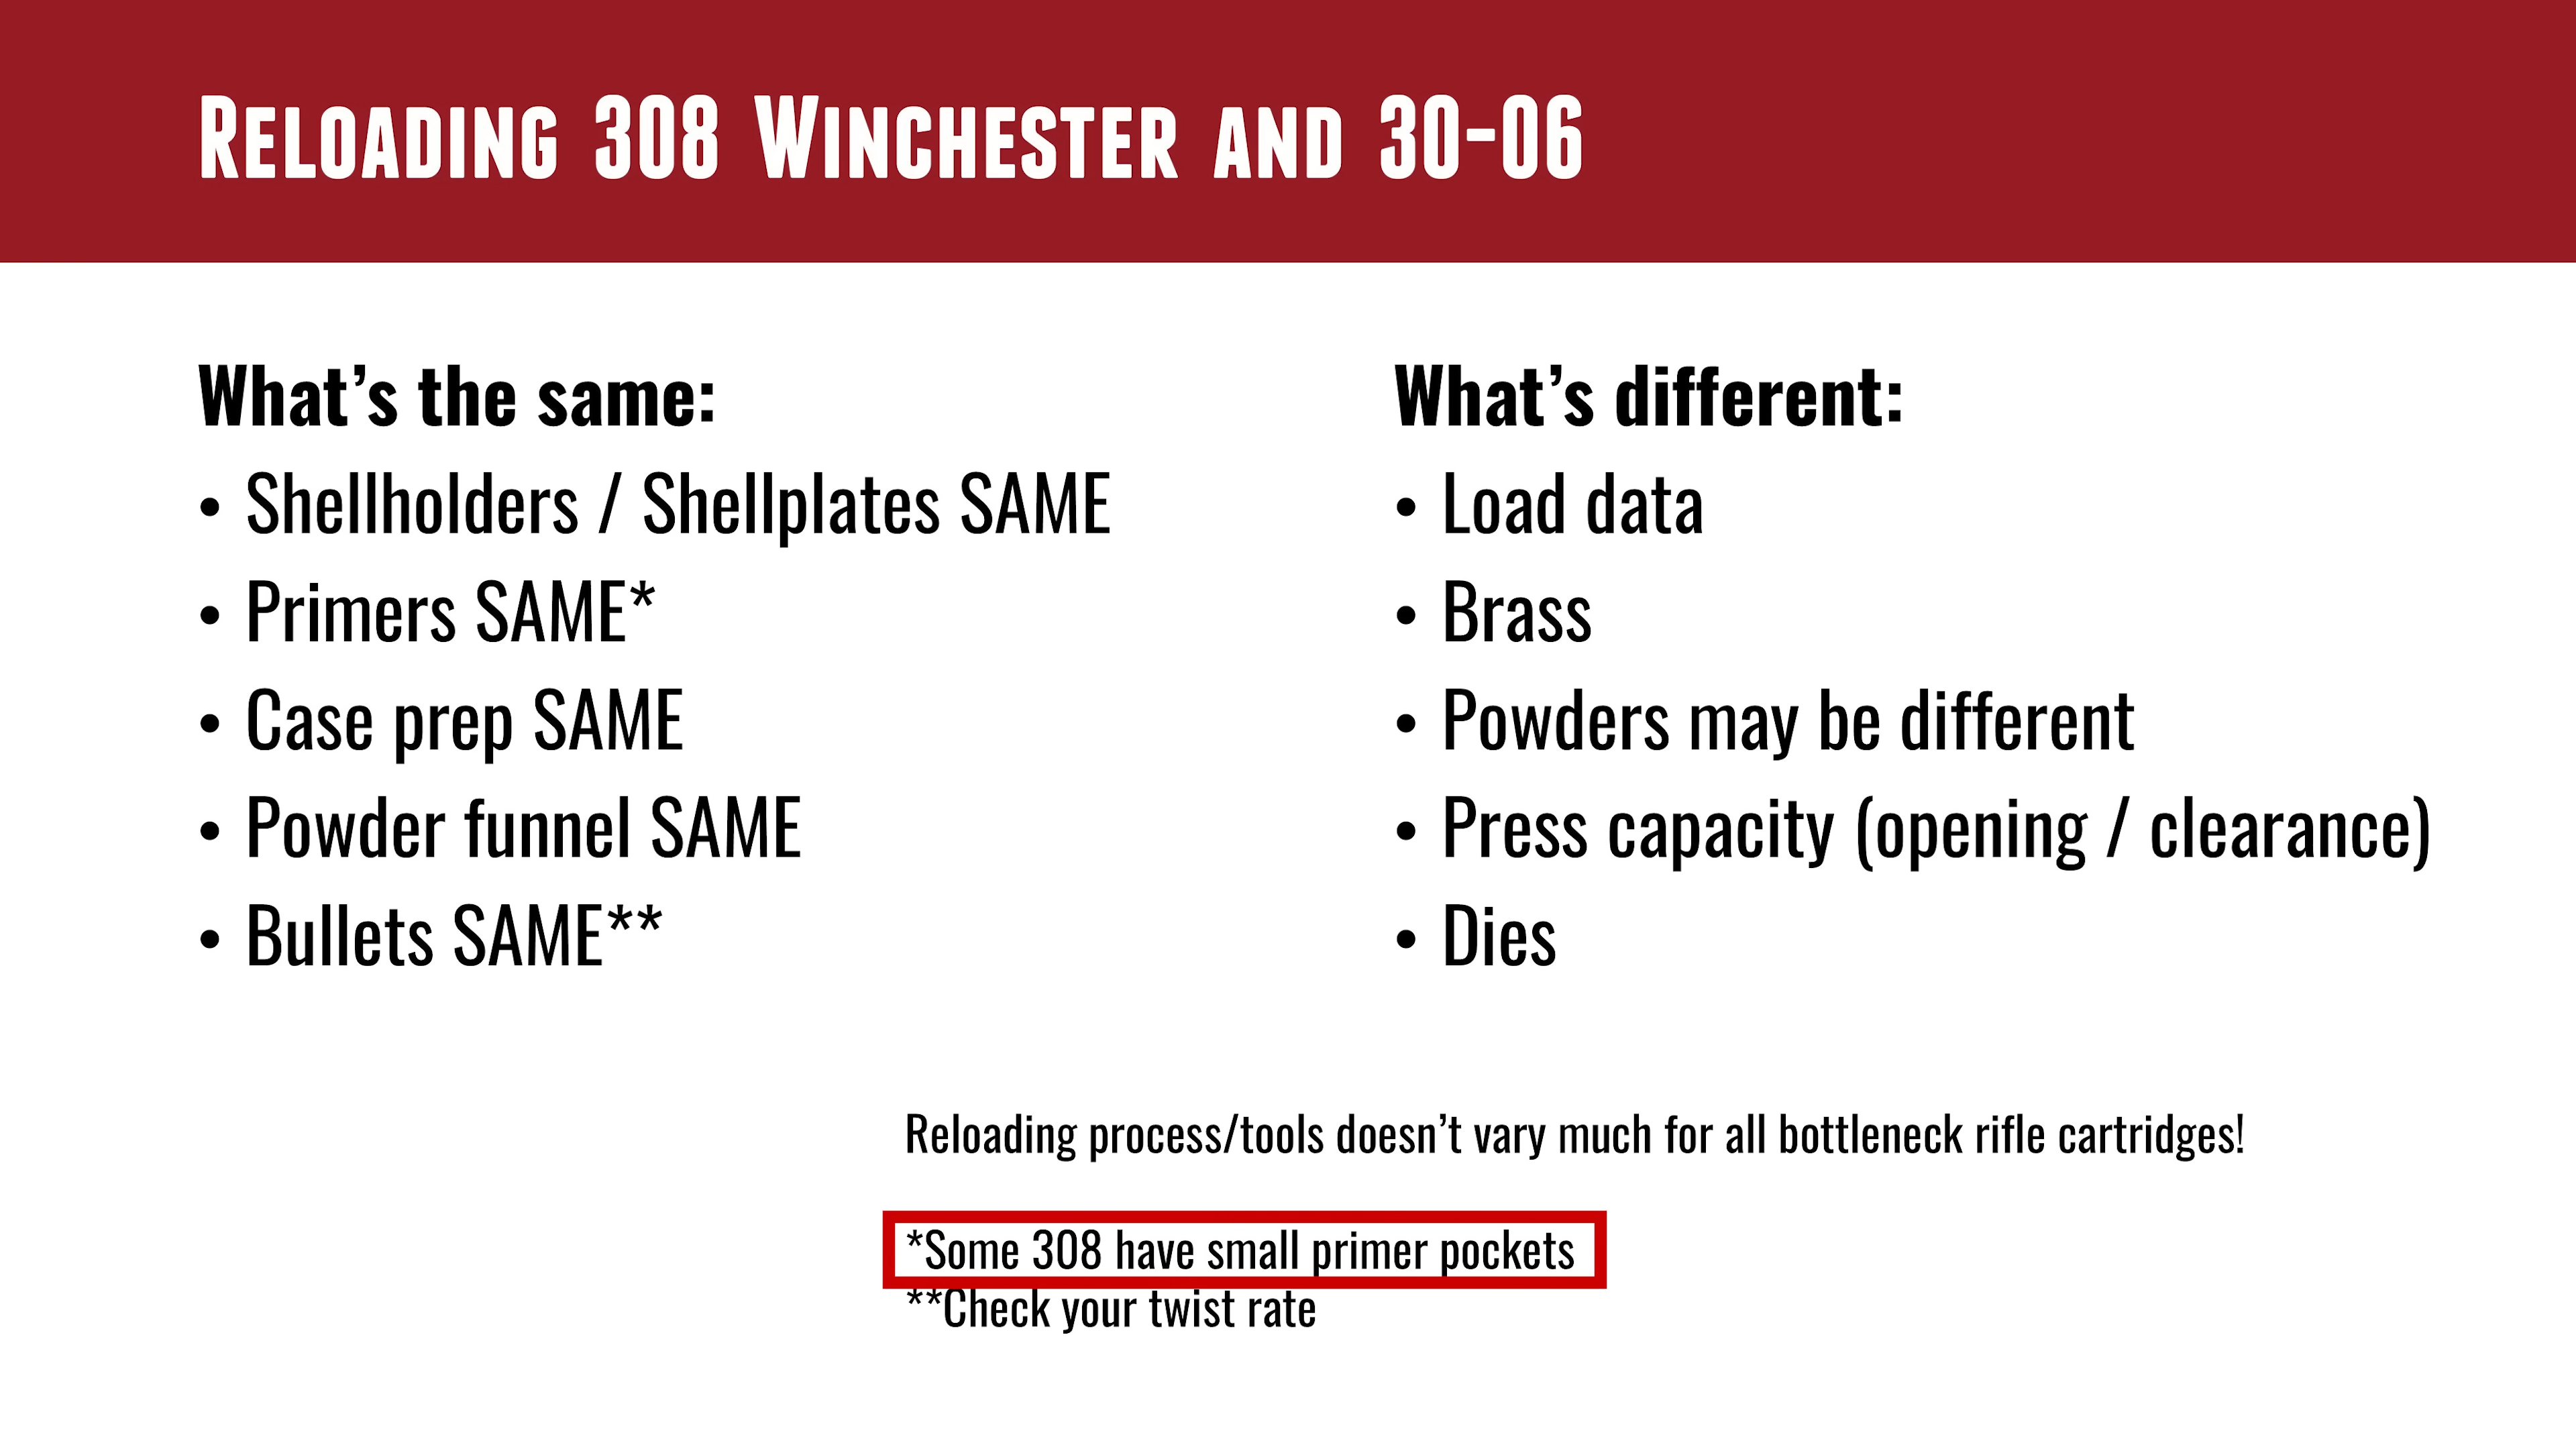 Reloading 308 Winchester and 30-06
What's the same:
• Shellholders / Shellplates SAME
• Primers SAME*
• Case prep SAME
• Powder funnel SAME
• Bullets SAME**
What's different:
• Load data
• Brass
• Powders may be different
• Press capacity (opening / clearance)
• Dies
Reloading process/tools doesn't vary much for all bottleneck rifle cartridges!
*Some 308 have small primer pockets
**Check your twist rate